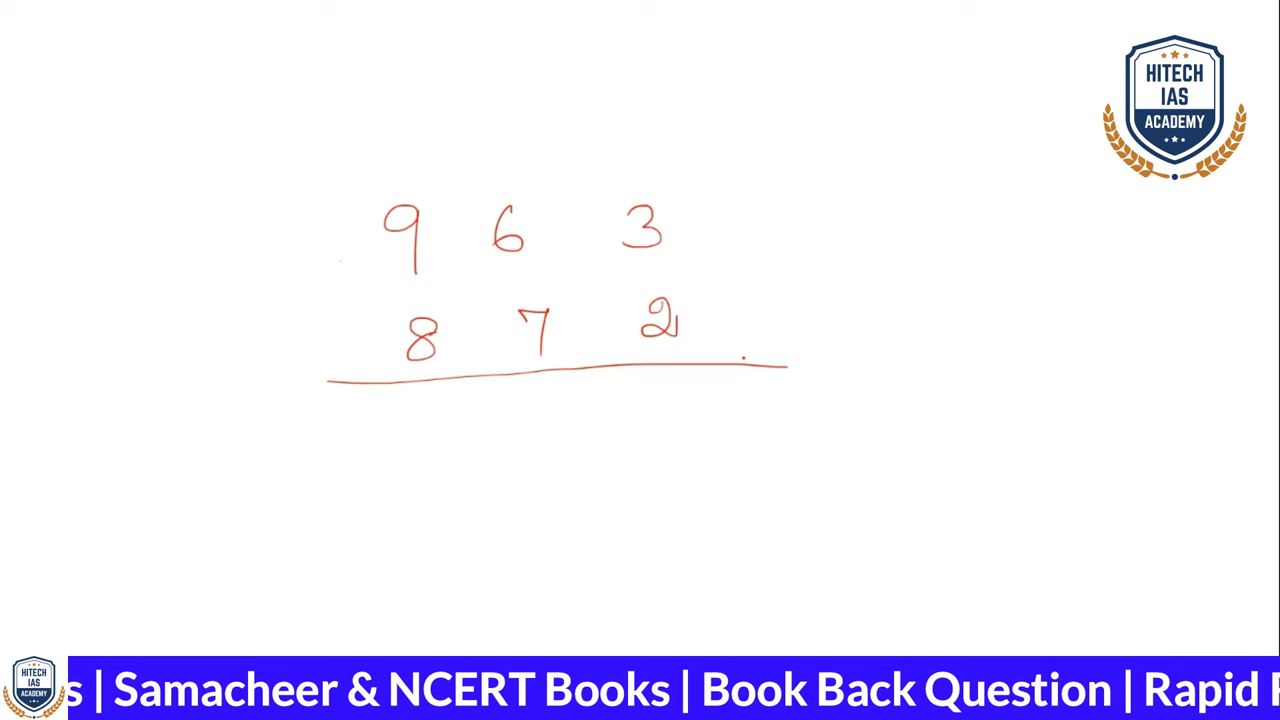 HITECH
IAS
ACADEMY
9 6 3
8 7 2
HITECH
IAS
ACADEMY
s | Samacheer & NCERT Books | Book Back Question | Rapid